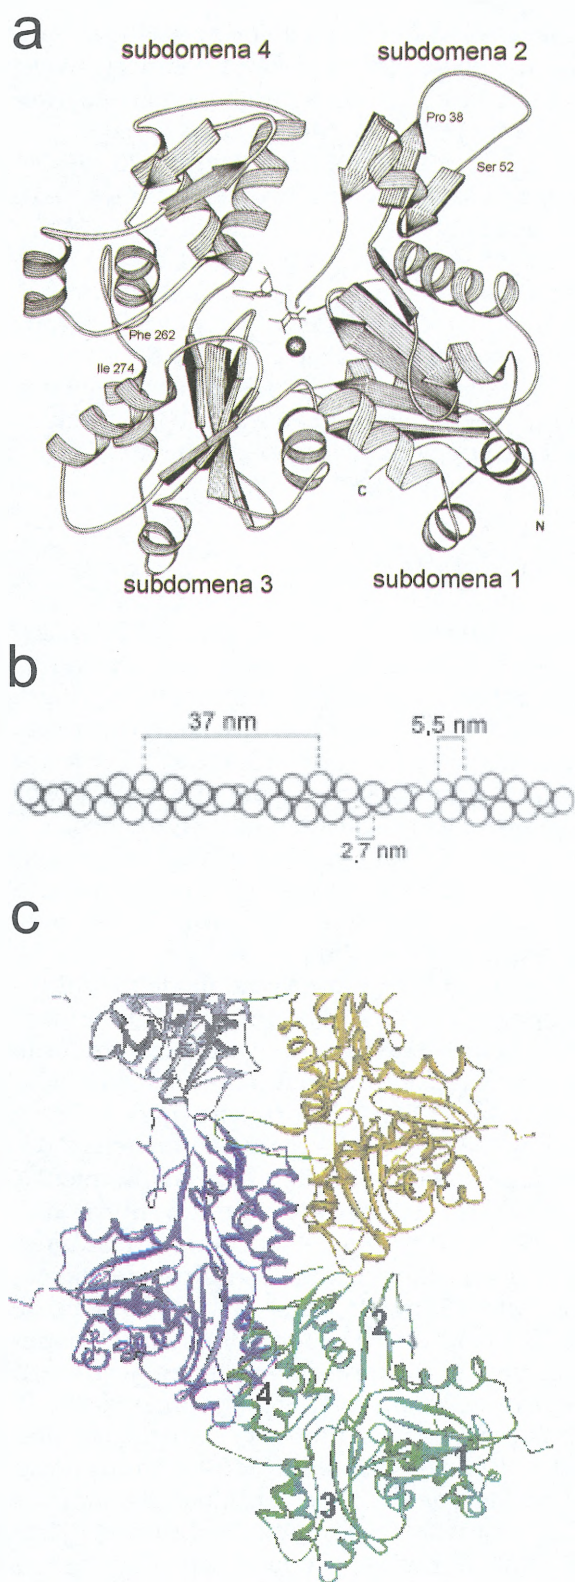 a
subdomena 4 subdomena 2
Pro 38
Ser 52
Phe 262
Ile 274
C
N
subdomena 3 subdomena 1
b
37 nm 5,5 nm
2,7 nm
c
2
4
1
3